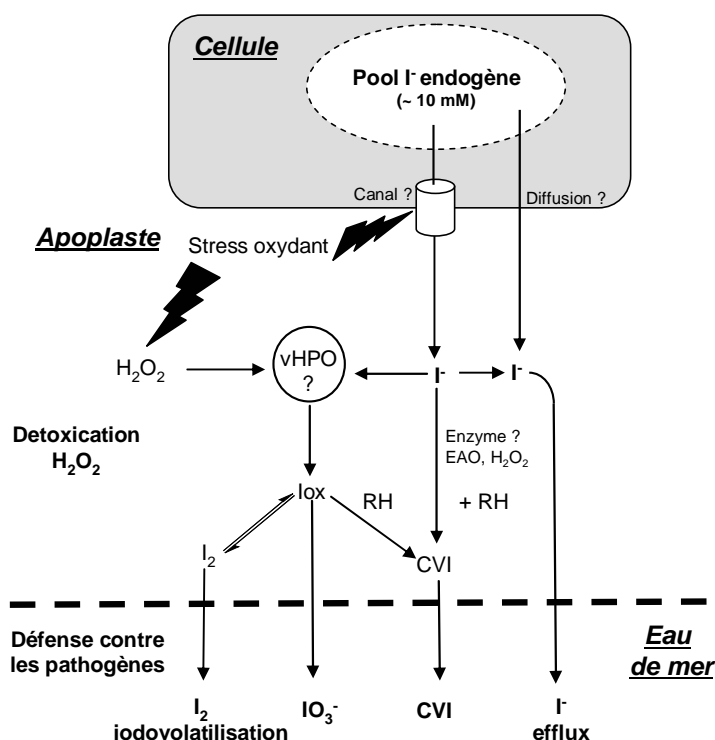 Cellule
Pool I- endogène
(~ 10 mM)
Canal ?
Diffusion ?
Apoplaste
Stress oxydant
H2O2
vHPO
?
I-
I-
Detoxication
H2O2
Enzyme ?
EAO, H2O2
Iox
RH
+ RH
I2
CVI
Défense contre
les pathogènes
Eau
de mer
I2
iodovolatilisation
IO3-
CVI
I-
efflux